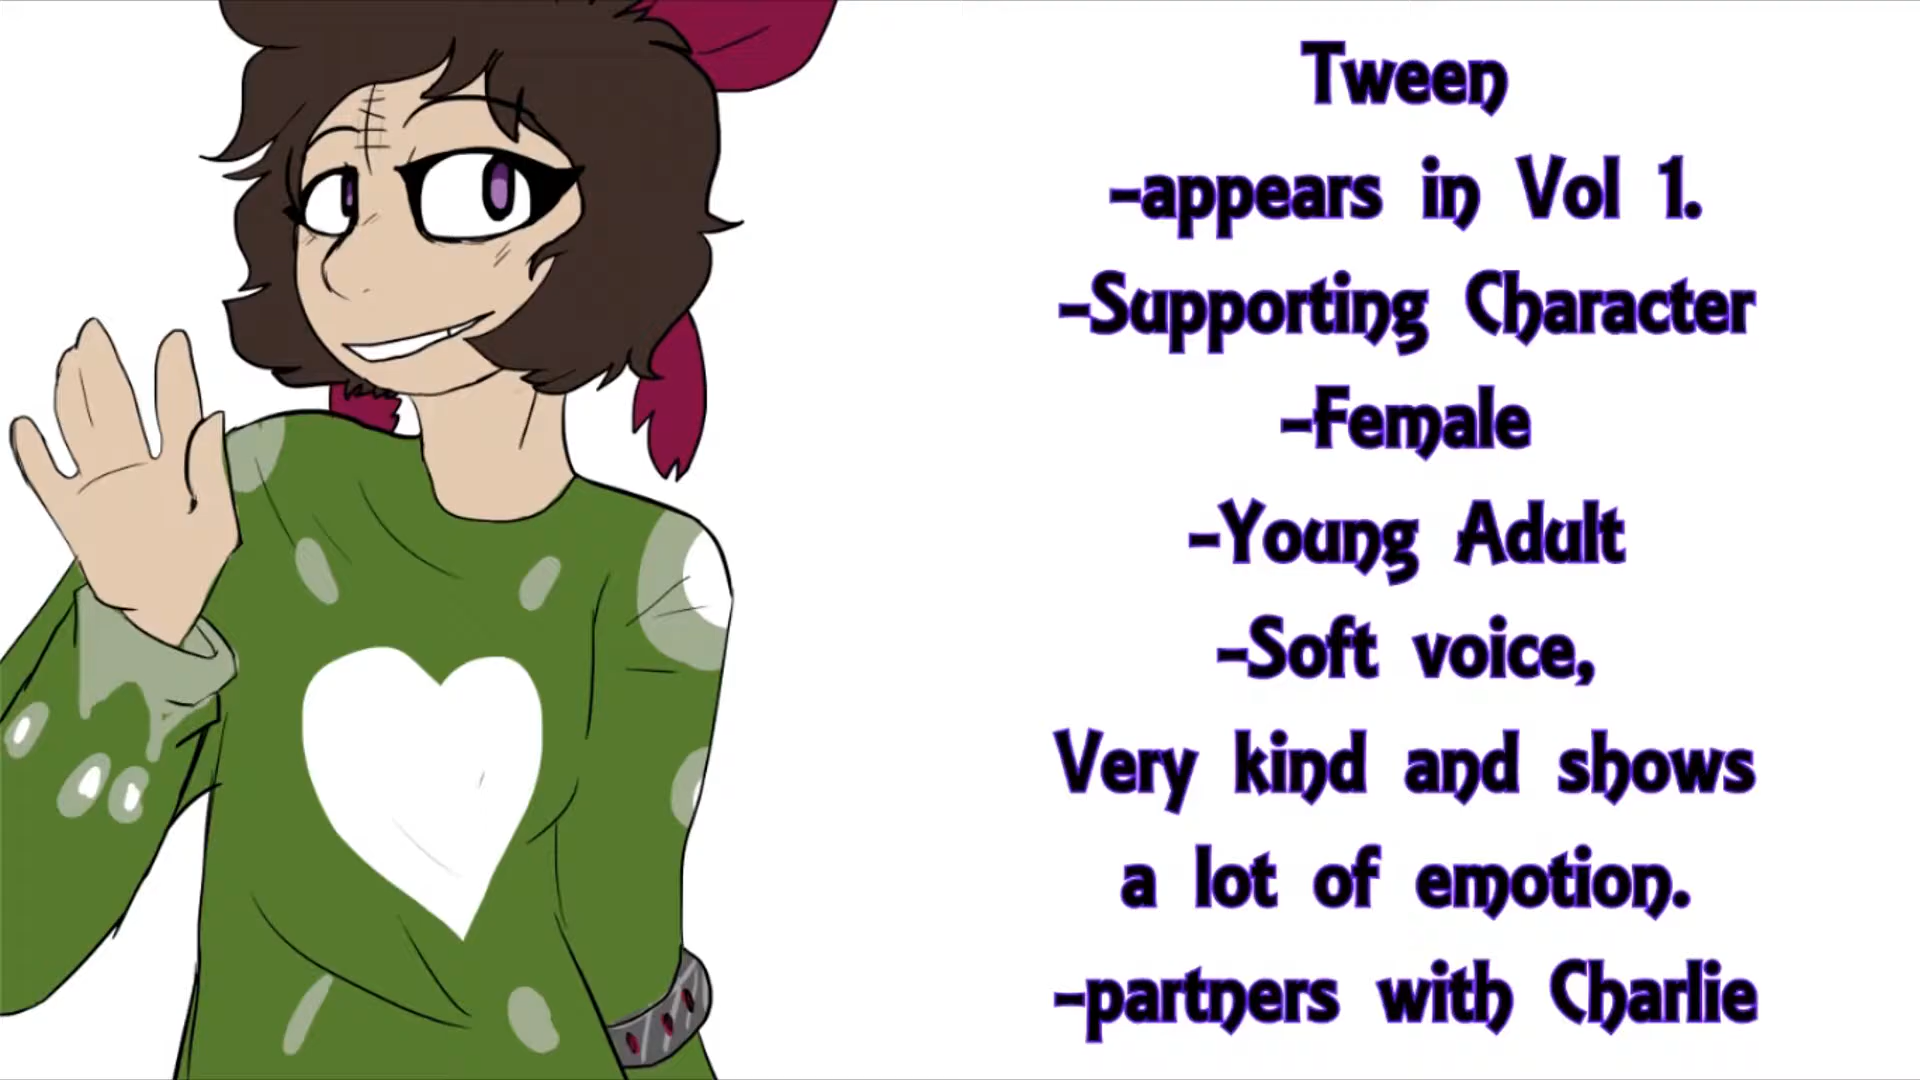 Tween
-appears in Vol 1.
-Supporting Character
-Female
-Young Adult
-Soft voice,
Very kind and shows
a lot of emotion.
-partners with Charlie